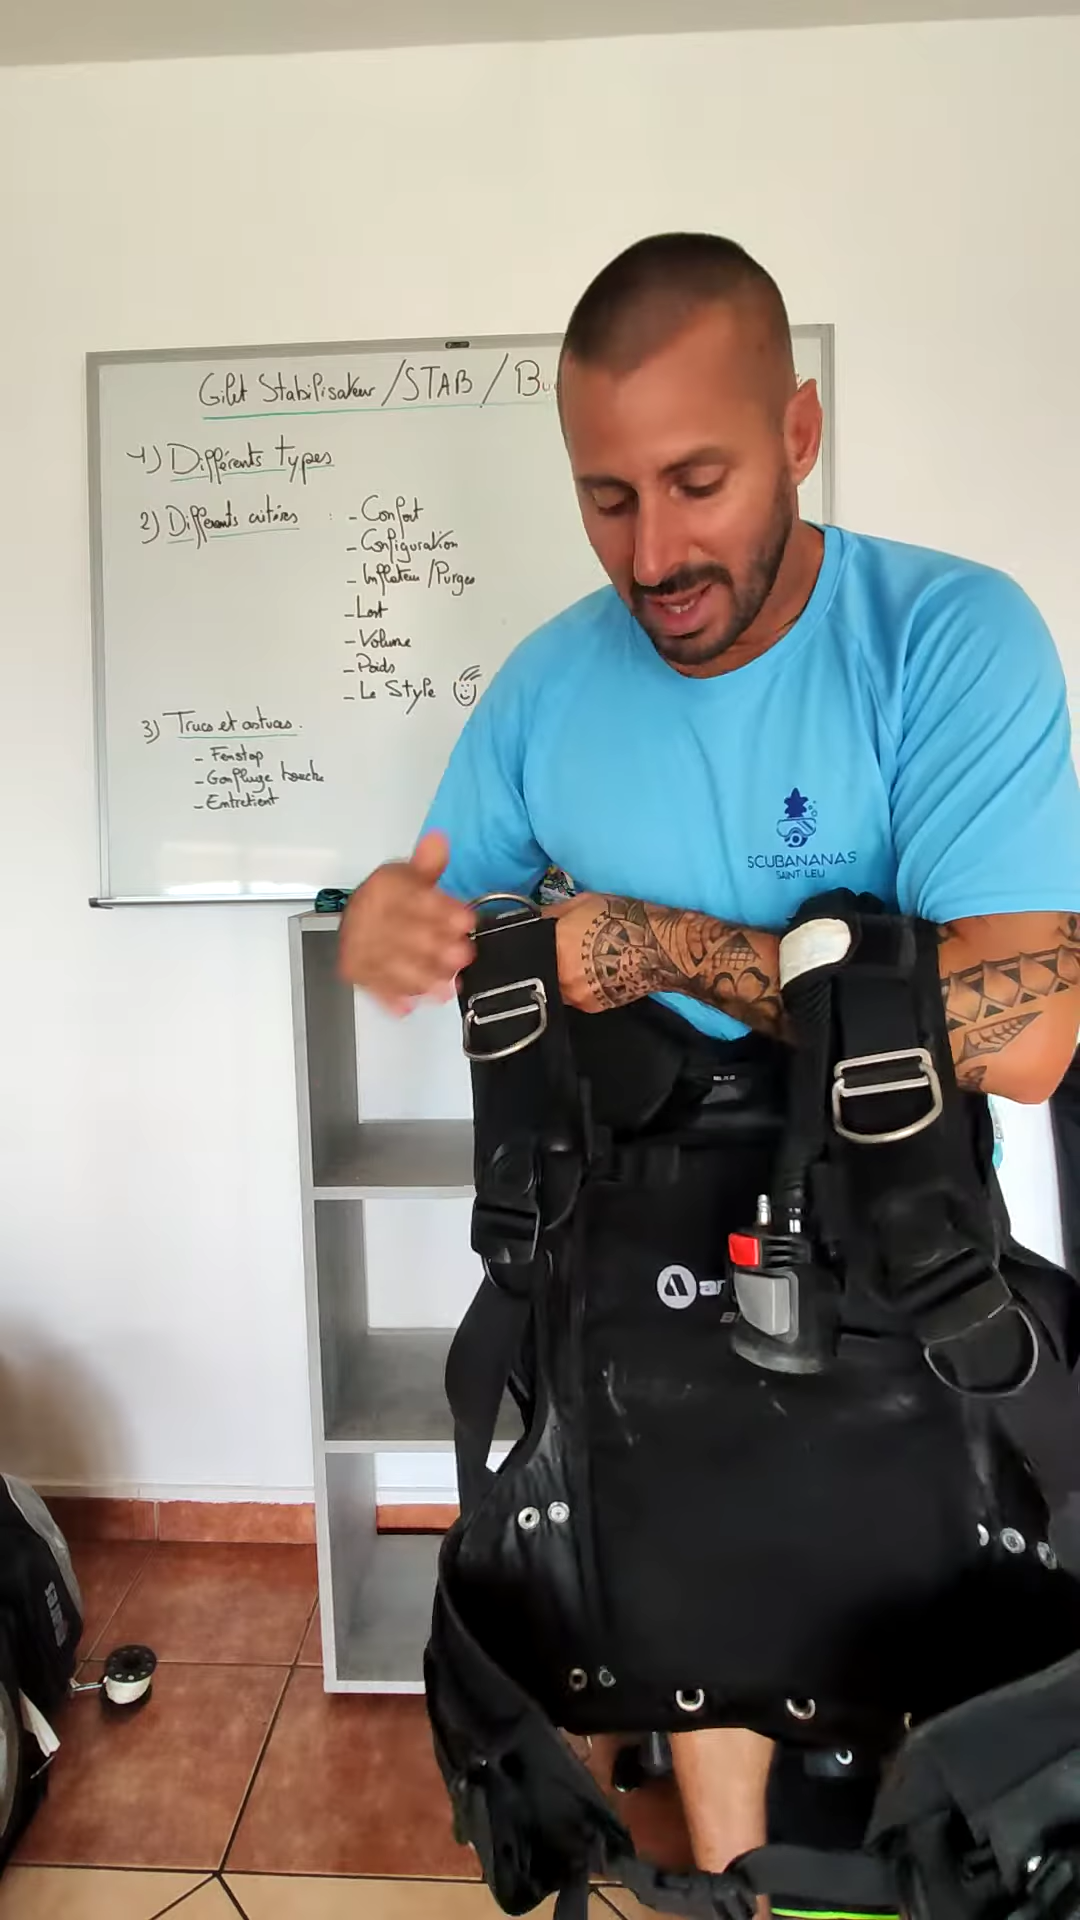 Gilet Stabilisateur / STAB / Bu
1) Différents types
2) Différents critères :
- Confort
- Configuration
- Inflateur / Purges
- Lest
- Volume
- Poids
- Le Style
3) Trucs et astuces.
- Fenstop
- Gonflage bouche
- Entretient
SCUBANANAS
SAINT LEU